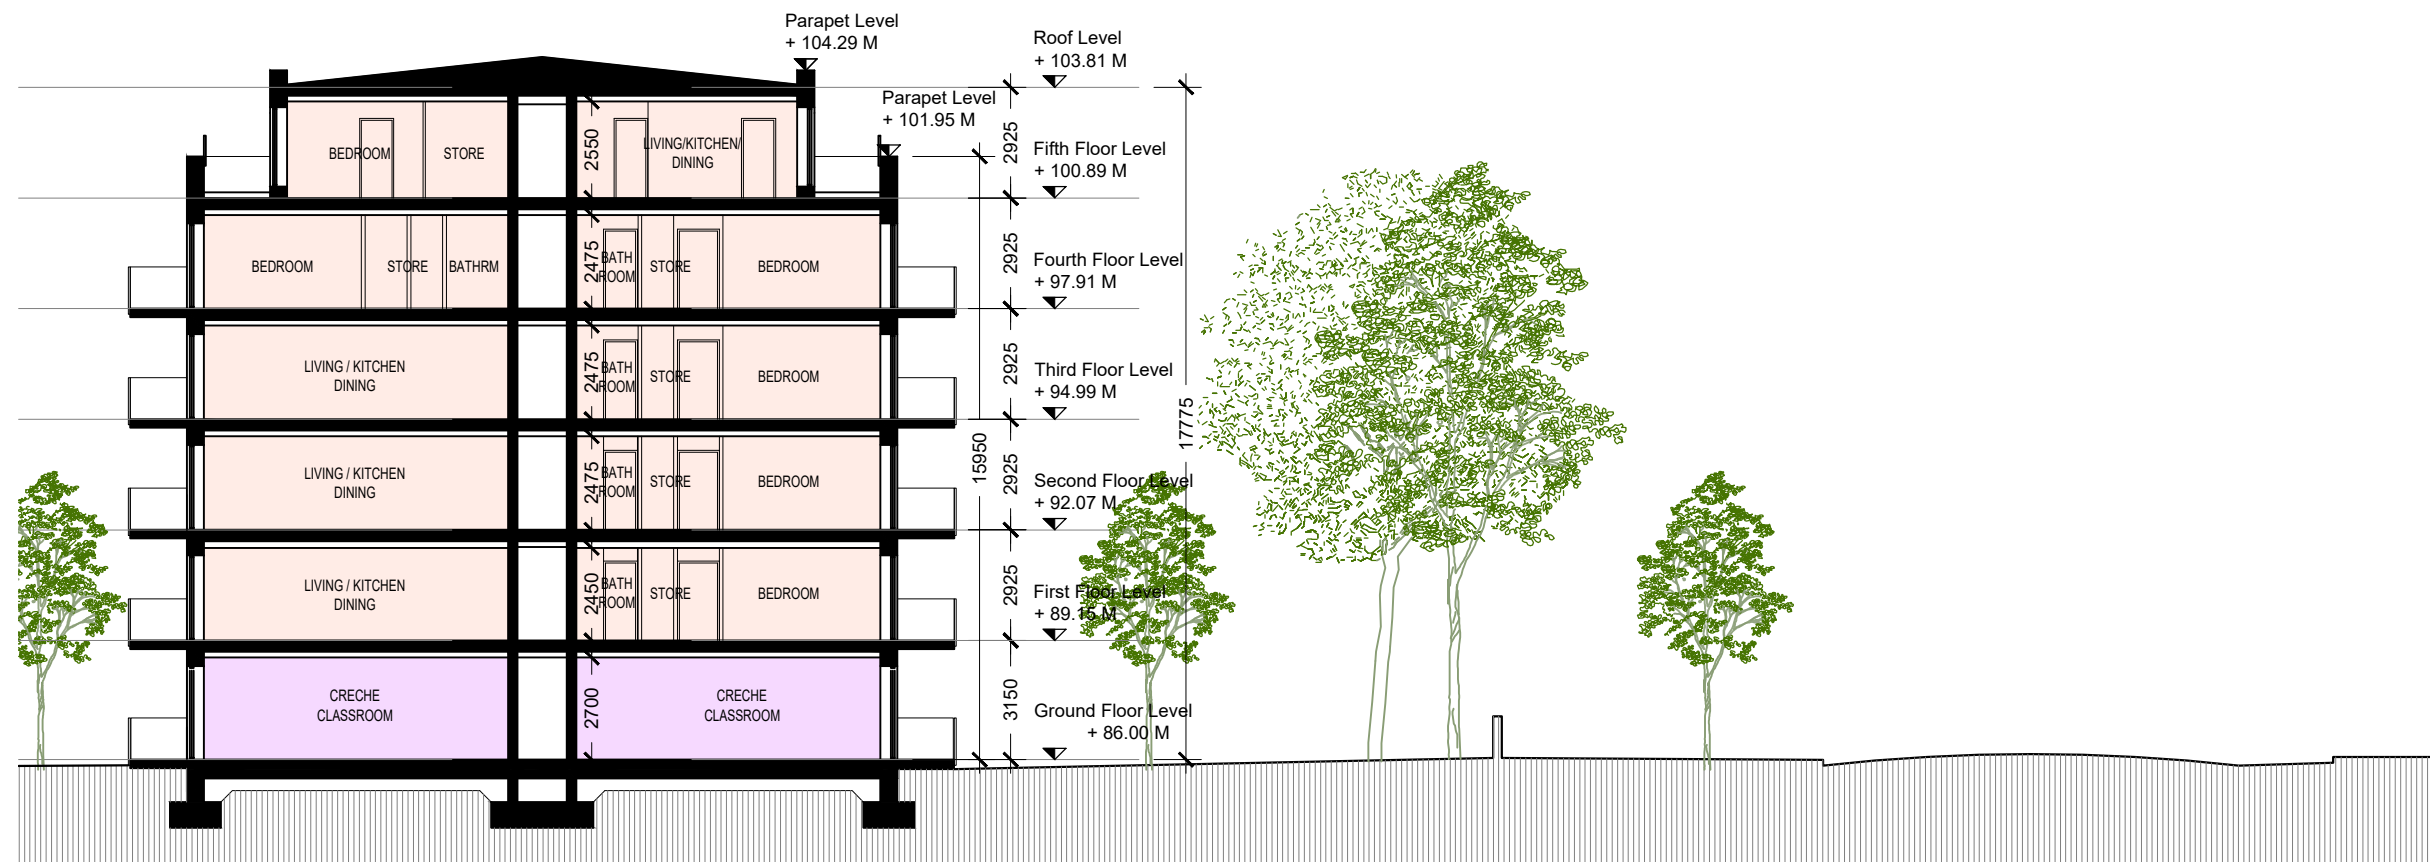 Parapet Level
+ 104.29 M
Roof Level
+ 103.81 M
Parapet Level
+ 101.95 M
2925
2550
BEDROOM
STORE
LIVING/KITCHEN/
DINING
Fifth Floor Level
+ 100.89 M
2925
2475
BEDROOM
STORE
BATHRM
BATH
ROOM
STORE
BEDROOM
Fourth Floor Level
+ 97.91 M
2925
2475
LIVING / KITCHEN
DINING
BATH
ROOM
STORE
BEDROOM
Third Floor Level
+ 94.99 M
17775
15950
2925
2475
LIVING / KITCHEN
DINING
BATH
ROOM
STORE
BEDROOM
Second Floor Level
+ 92.07 M
2925
2450
LIVING / KITCHEN
DINING
BATH
ROOM
STORE
BEDROOM
First Floor Level
+ 89.15 M
3150
2700
CRECHE
CLASSROOM
CRECHE
CLASSROOM
Ground Floor Level
+ 86.00 M